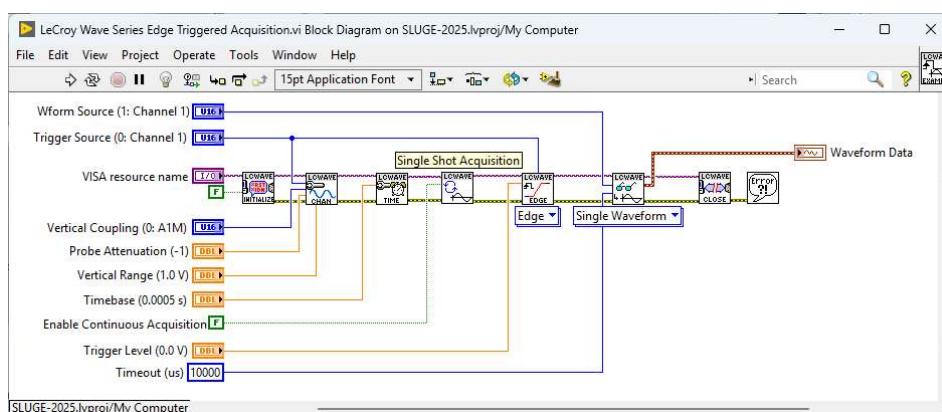 LeCroy Wave Series Edge Triggered Acquisition.vi Block Diagram on SLUGE-2025.lvproj/My Computer
File Edit View Project Operate Tools Window Help
15pt Application Font
Search
LCWA
EXAM
Wform Source (1: Channel 1) U16
Trigger Source (0: Channel 1) U16
Single Shot Acquisition
Waveform Data
VISA resource name I/O
F
LCWAVE INITIALIZE
LCWAVE CHAN
LCWAVE TIME
LCWAVE
LCWAVE EDGE
LCWAVE
LCWAVE CLOSE
Error ?!
Edge
Single Waveform
Vertical Coupling (0: A1M) U16
Probe Attenuation (-1) DBL
Vertical Range (1.0 V) DBL
Timebase (0.0005 s) DBL
Enable Continuous Acquisition F
Trigger Level (0.0 V) DBL
Timeout (us) 10000
SLUGE-2025.lvproj/My Computer